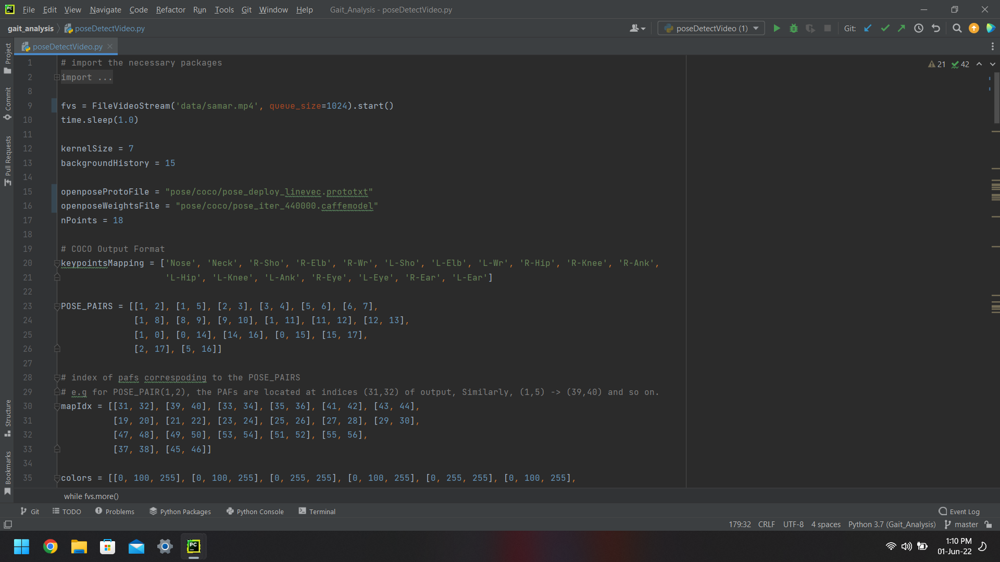 PC File Edit View Navigate Code Refactor Run Tools Git Window Help Gait_Analysis - poseDetectVideo.py
gait_analysis poseDetectVideo.py poseDetectVideo (1) Git:
poseDetectVideo.py
Project
Commit
Pull Requests
Structure
Bookmarks
21 42
1 # import the necessary packages
2 import ...
8
9 fvs = FileVideoStream('data/samar.mp4', queue_size=1024).start()
10 time.sleep(1.0)
11
12 kernelSize = 7
13 backgroundHistory = 15
14
15 openposeProtoFile = "pose/coco/pose_deploy_linevec.prototxt"
16 openposeWeightsFile = "pose/coco/pose_iter_440000.caffemodel"
17 nPoints = 18
18
19 # COCO Output Format
20 keypointsMapping = ['Nose', 'Neck', 'R-Sho', 'R-Elb', 'R-Wr', 'L-Sho', 'L-Elb', 'L-Wr', 'R-Hip', 'R-Knee', 'R-Ank',
21 'L-Hip', 'L-Knee', 'L-Ank', 'R-Eye', 'L-Eye', 'R-Ear', 'L-Ear']
22
23 POSE_PAIRS = [[1, 2], [1, 5], [2, 3], [3, 4], [5, 6], [6, 7],
24 [1, 8], [8, 9], [9, 10], [1, 11], [11, 12], [12, 13],
25 [1, 0], [0, 14], [14, 16], [0, 15], [15, 17],
26 [2, 17], [5, 16]]
27
28 # index of pafs correspoding to the POSE_PAIRS
29 # e.g for POSE_PAIR(1,2), the PAFs are located at indices (31,32) of output, Similarly, (1,5) -> (39,40) and so on.
30 mapIdx = [[31, 32], [39, 40], [33, 34], [35, 36], [41, 42], [43, 44],
31 [19, 20], [21, 22], [23, 24], [25, 26], [27, 28], [29, 30],
32 [47, 48], [49, 50], [53, 54], [51, 52], [55, 56],
33 [37, 38], [45, 46]]
34
35 colors = [[0, 100, 255], [0, 100, 255], [0, 255, 255], [0, 100, 255], [0, 255, 255], [0, 100, 255],
while fvs.more()
Git TODO Problems Python Packages Python Console Terminal Event Log
179:32 CRLF UTF-8 4 spaces Python 3.7 (Gait_Analysis) master
PC
1:10 PM
01-Jun-22